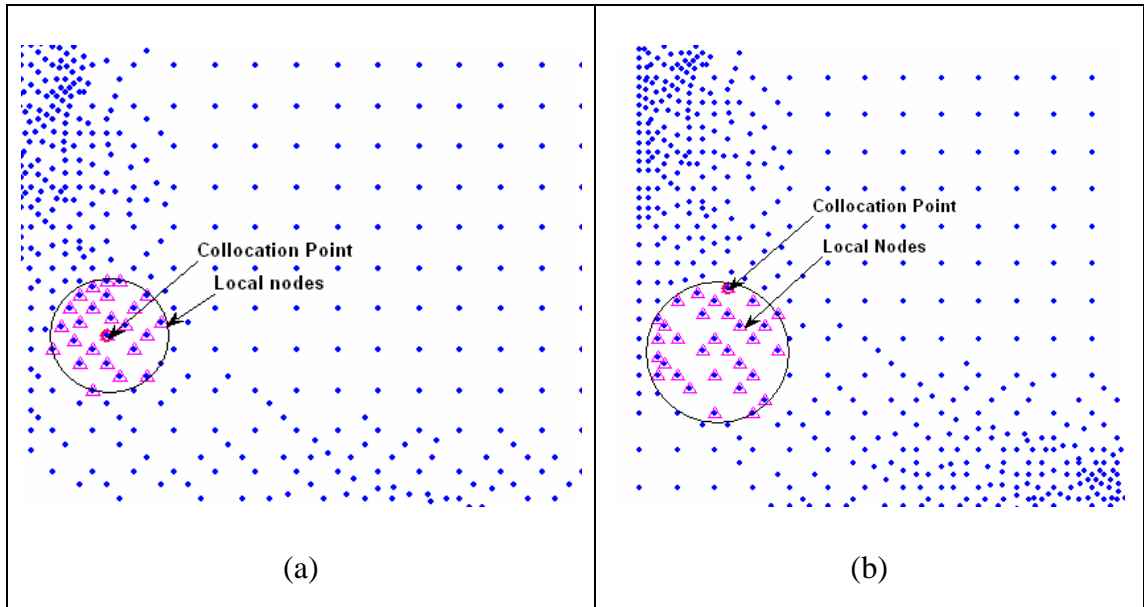 Collocation Point
Local nodes
(a)
Collocation Point
Local Nodes
(b)